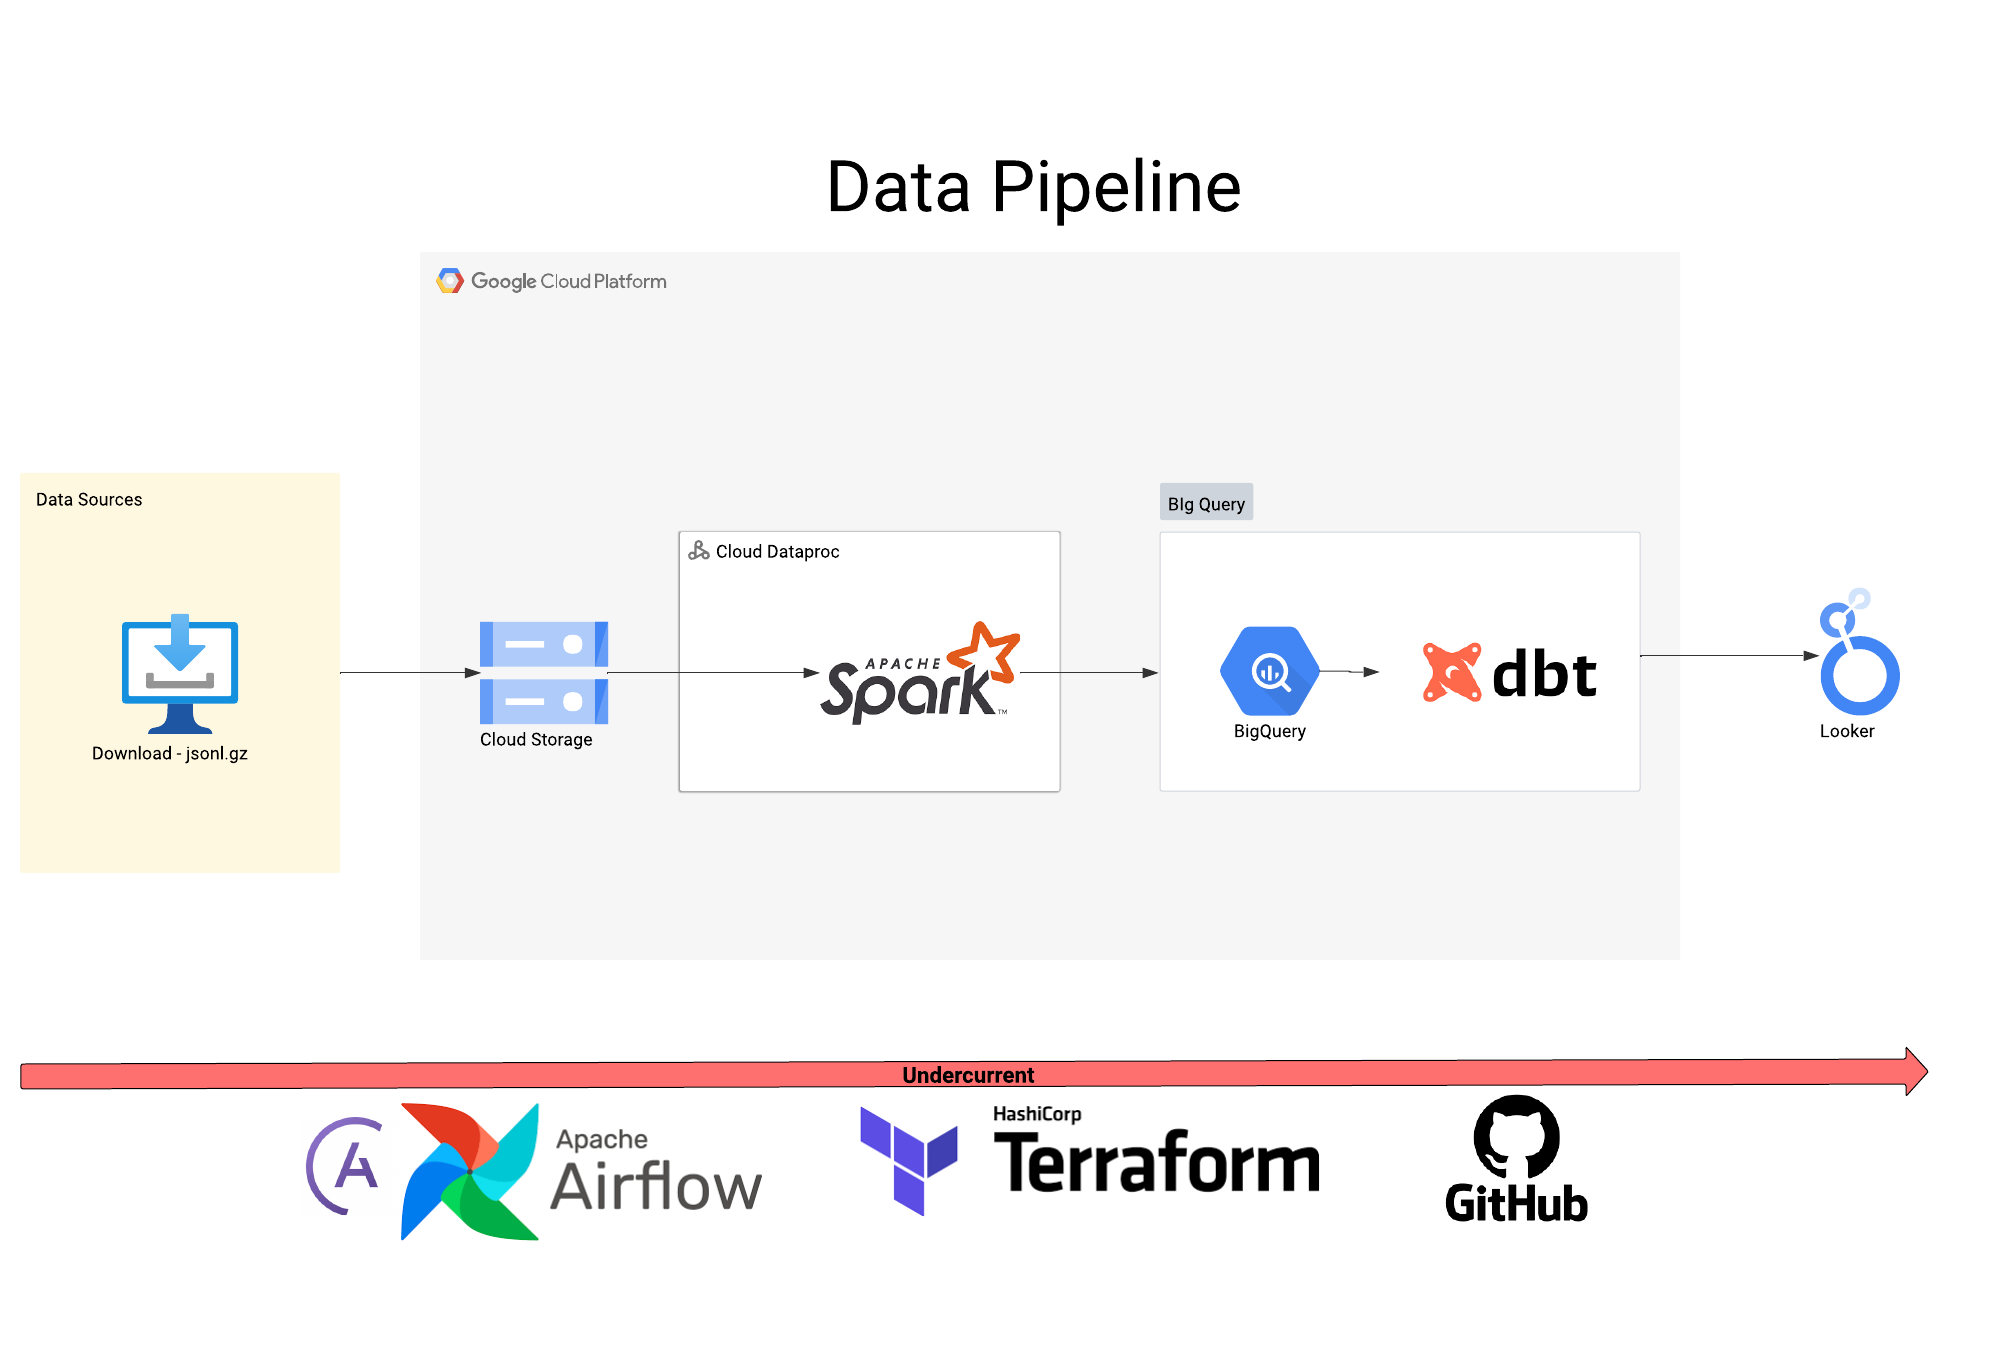 Data Pipeline
Google Cloud Platform
Data Sources
BIg Query
Cloud Dataproc
APACHE
Spark™
dbt
Cloud Storage
BigQuery
Looker
Download - jsonl.gz
Undercurrent
A
Apache
Airflow
HashiCorp
Terraform
GitHub